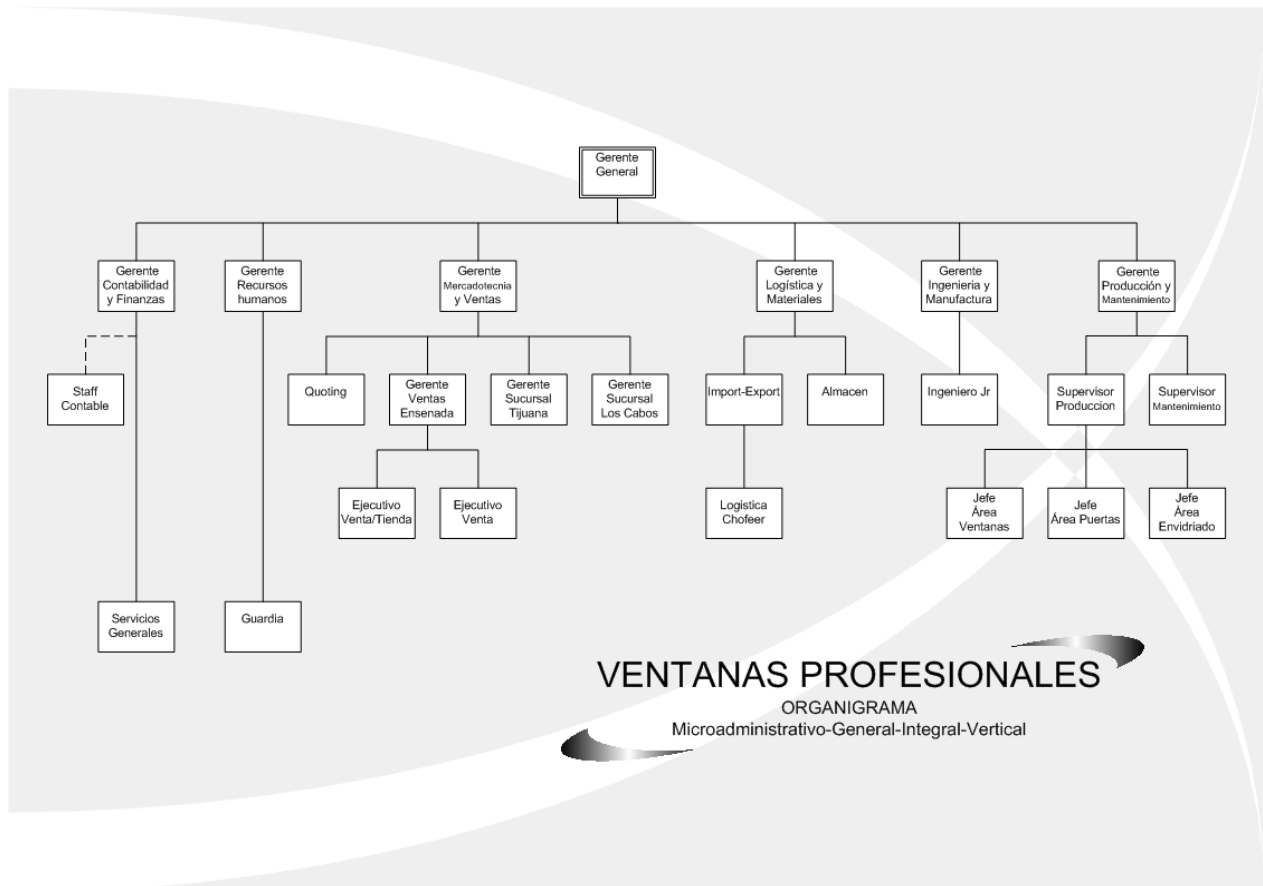 Gerente
General
Gerente
Contabilidad
y Finanzas
Gerente
Recursos
humanos
Gerente
Mercadotecnia
y Ventas
Gerente
Logística y
Materiales
Gerente
Ingenieria y
Manufactura
Gerente
Producción y
Mantenimiento
Staff
Contable
Quoting
Gerente
Ventas
Ensenada
Gerente
Sucursal
Tijuana
Gerente
Sucursal
Los Cabos
Import-Export
Almacen
Ingeniero Jr
Supervisor
Produccion
Supervisor
Mantenimiento
Ejecutivo
Venta/Tienda
Ejecutivo
Venta
Logistica
Chofeer
Jefe
Área
Ventanas
Jefe
Área Puertas
Jefe
Área
Envidriado
Servicios
Generales
Guardia
VENTANAS PROFESIONALES
ORGANIGRAMA
Microadministrativo-General-Integral-Vertical